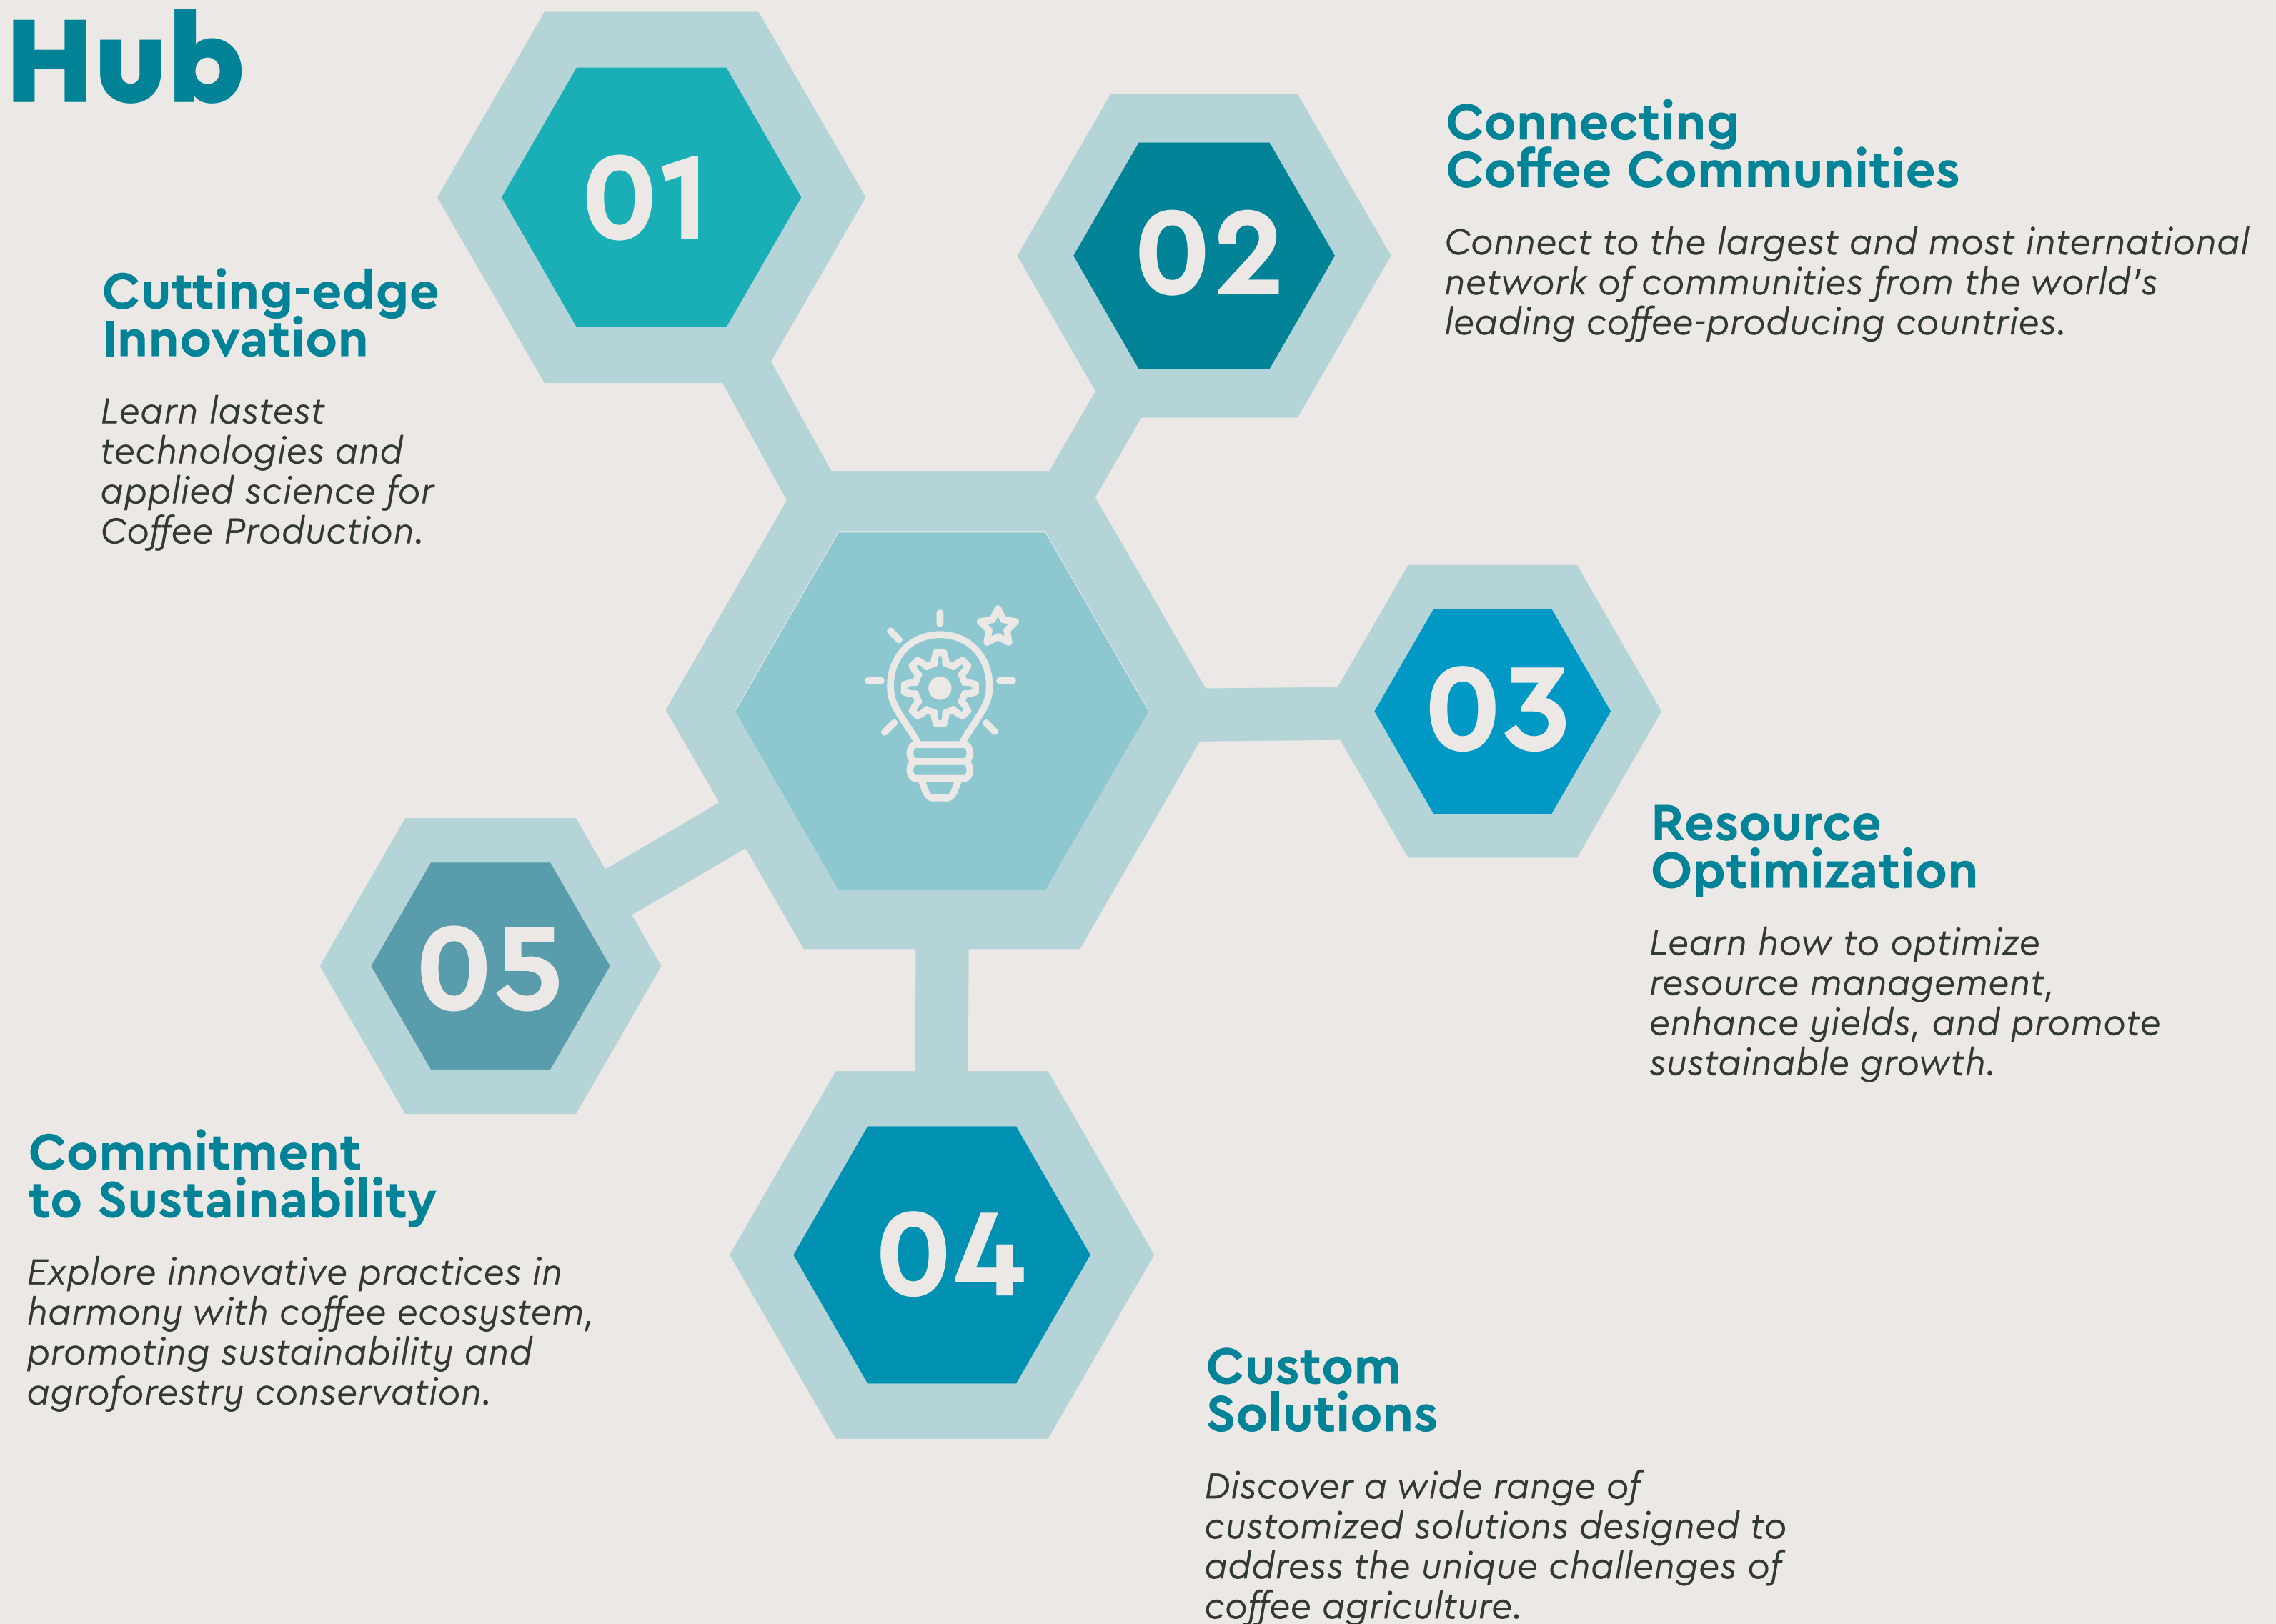 Hub
01
Cutting-edge
Innovation
Learn lastest
technologies and
applied science for
Coffee Production.
02
Connecting
Coffee Communities
Connect to the largest and most international
network of communities from the world's
leading coffee-producing countries.
03
Resource
Optimization
Learn how to optimize
resource management,
enhance yields, and promote
sustainable growth.
04
Custom
Solutions
Discover a wide range of
customized solutions designed to
address the unique challenges of
coffee agriculture.
05
Commitment
to Sustainability
Explore innovative practices in
harmony with coffee ecosystem,
promoting sustainability and
agroforestry conservation.